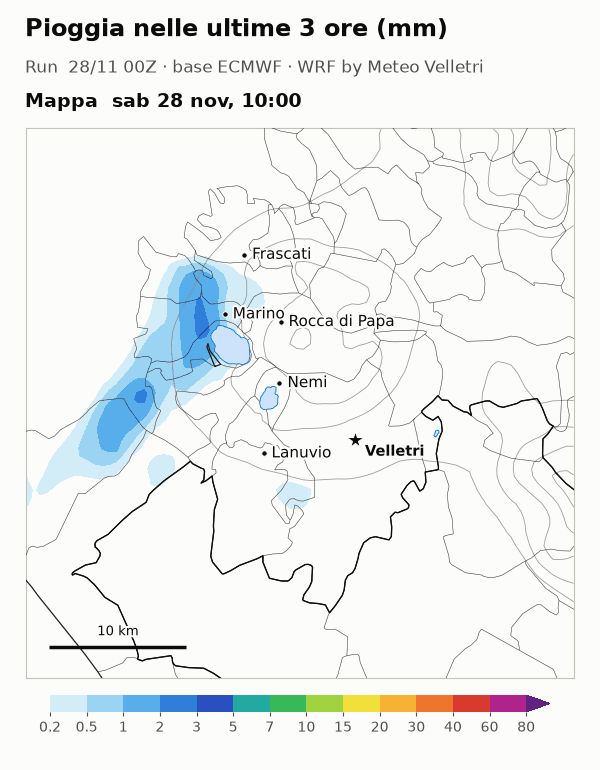 Pioggia nelle ultime 3 ore (mm)
Run  28/11 00Z · base ECMWF · WRF by Meteo Velletri
Mappa  sab 28 nov, 10:00
Frascati
Marino
Rocca di Papa
Nemi
Velletri
Lanuvio
10 km
0.2 0.5 1 2 3 5 7 10 15 20 30 40 60 80